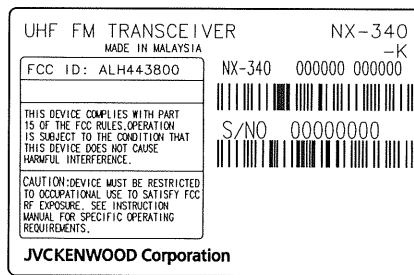 UHF FM TRANSCEIVER NX-340
MADE IN MALAYSIA -K
FCC ID: ALH443800
NX-340 000000 000000
THIS DEVICE COMPLIES WITH PART
15 OF THE FCC RULES.OPERATION
IS SUBJECT TO THE CONDITION THAT
THIS DEVICE DOES NOT CAUSE
HARMFUL INTERFERENCE.
S/NO 00000000
CAUTION:DEVICE MUST BE RESTRICTED
TO OCCUPATIONAL USE TO SATISFY FCC
RF EXPOSURE. SEE INSTRUCTION
MANUAL FOR SPECIFIC OPERATING
REQUIREMENTS.
JVCKENWOOD Corporation